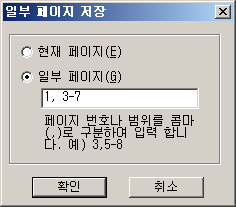 일부 페이지 저장
현재 페이지(E)
일부 페이지(G)
1, 3-7
페이지 번호나 범위를 콤마
(,)로 구분하여 입력 합니
다. 예) 3,5-8
확인
취소